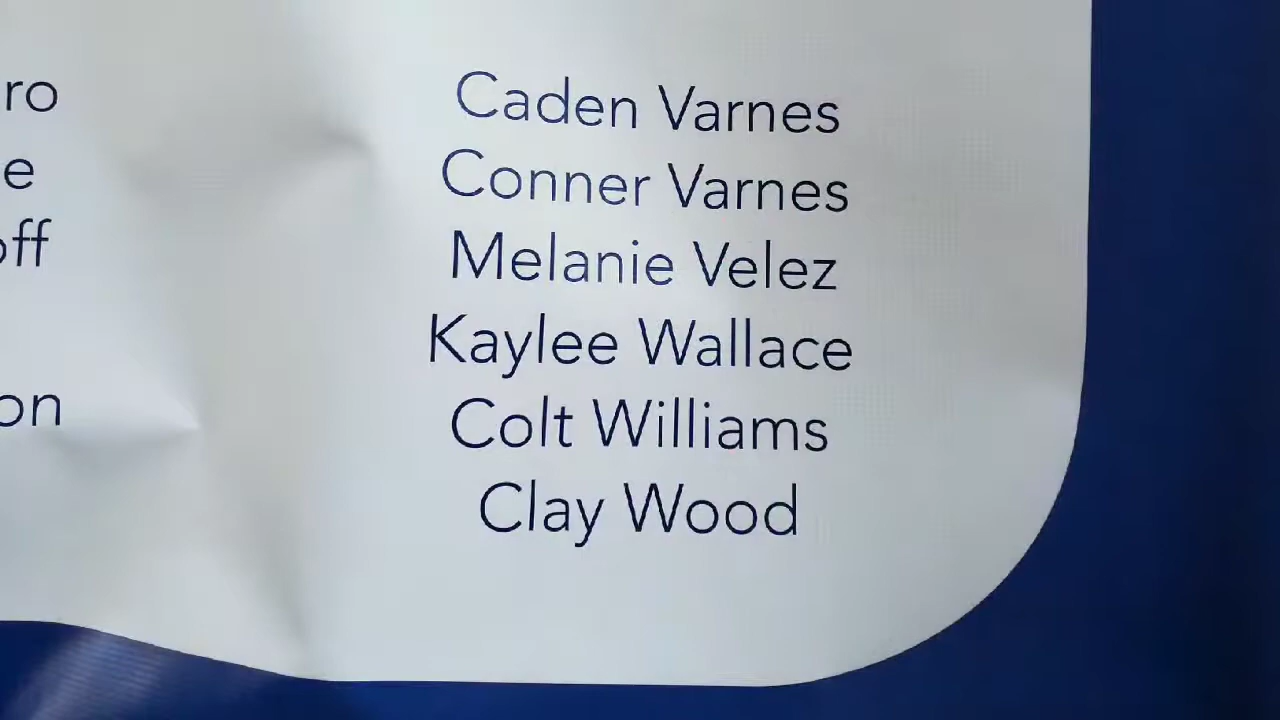 Caden Varnes
Conner Varnes
Melanie Velez
Kaylee Wallace
Colt Williams
Clay Wood